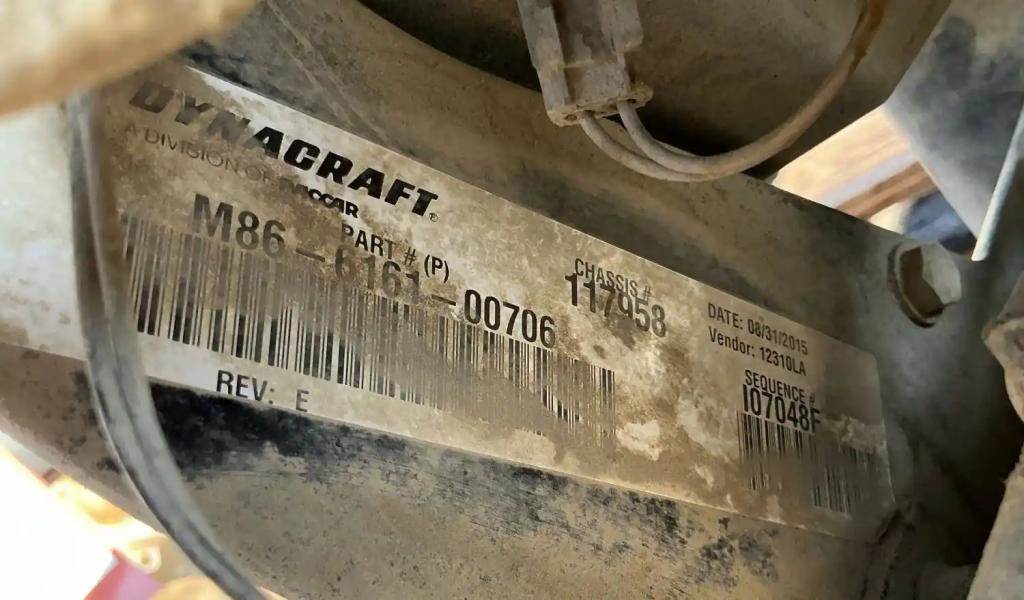 DYNACRAFT®
A DIVISION OF PACCAR
PART # (P)
M86-6161-00706
REV: E
CHASSIS #
117958
DATE: 08/31/2015
Vendor: 12310LA
SEQUENCE #
I07048F